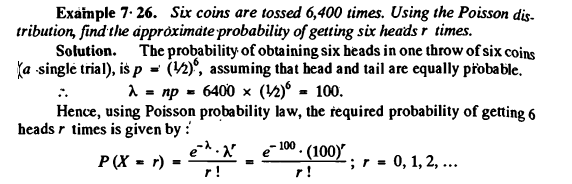 Example 7·26. Six coins are tossed 6,400 times. Using the Poisson dis-
tribution, find the approximate probability of getting six heads r times.
Solution. The probability of obtaining six heads in one throw of six coins
(a single trial), is p = (½)⁶, assuming that head and tail are equally probable.
∴ λ = np = 6400 × (½)⁶ = 100.
Hence, using Poisson probability law, the required probability of getting 6
heads r times is given by :
P (X = r) = e^{-λ} . λ^r / r ! = e^{-100} . (100)^r / r ! ; r = 0, 1, 2, ...